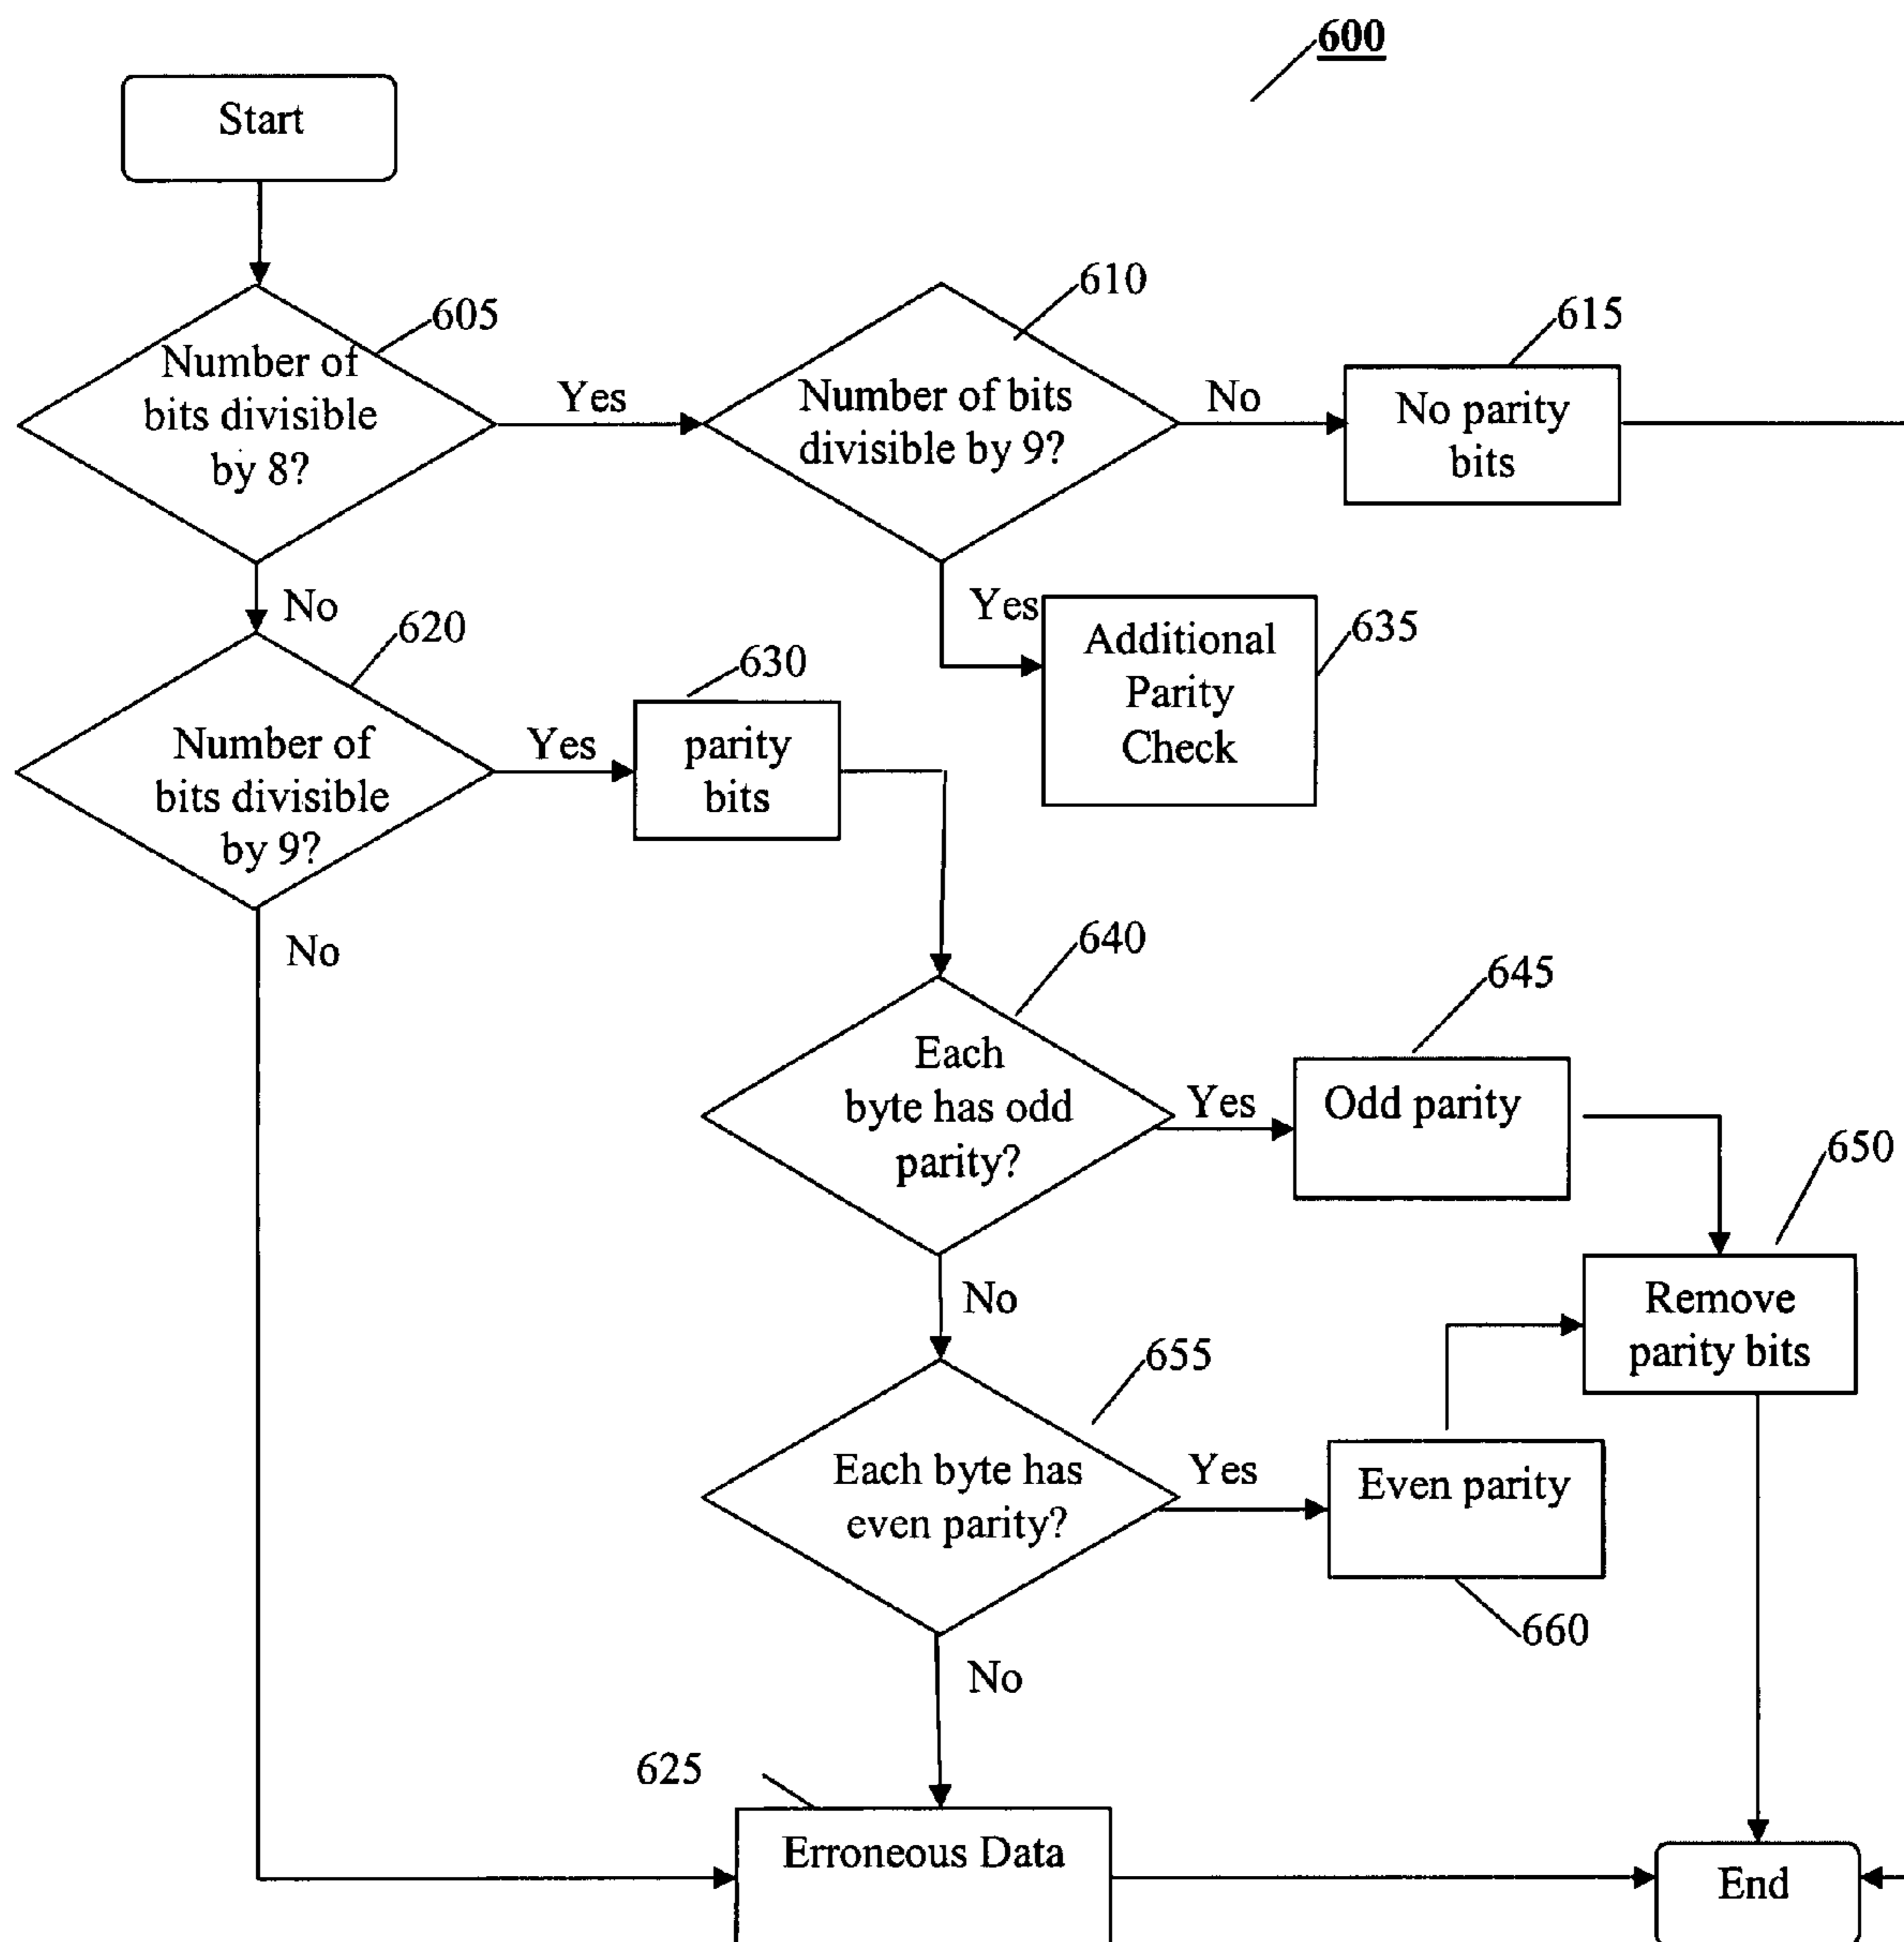 600
Start
605
Number of
bits divisible
by 8?
Yes
610
Number of bits
divisible by 9?
No
615
No parity
bits
No
Yes
Additional
Parity
Check
635
620
Number of
bits divisible
by 9?
Yes
630
parity
bits
No
640
Each
byte has odd
parity?
Yes
645
Odd parity
650
Remove
parity bits
No
655
Each byte has
even parity?
Yes
Even parity
660
No
625
Erroneous Data
End